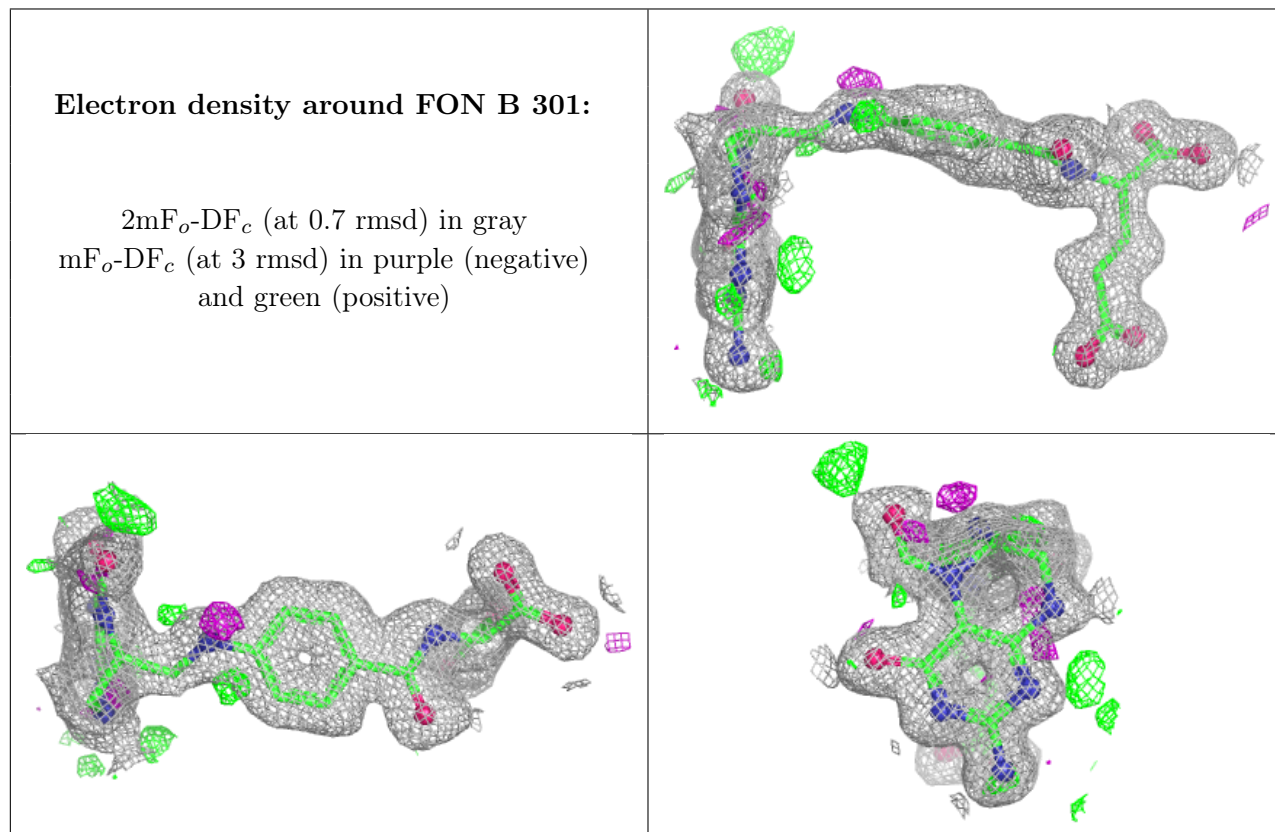 Electron density around FON B 301:
2mFo-DFc (at 0.7 rmsd) in gray
mFo-DFc (at 3 rmsd) in purple (negative)
and green (positive)